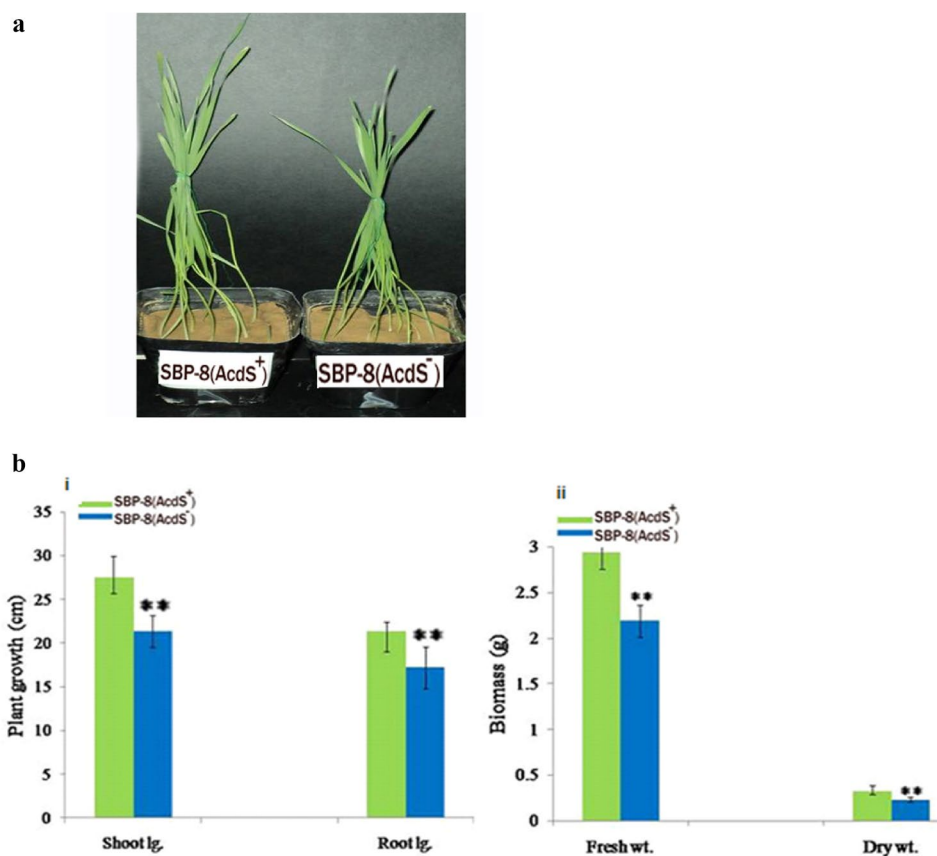 a
SBP-8(AcdS⁺)
SBP-8(AcdS⁻)
b
i
SBP-8(AcdS⁺)
SBP-8(AcdS⁻)
35
30
25
20
15
10
5
0
Plant growth (cm)
**
**
Shoot lg.
Root lg.
ii
SBP-8(AcdS⁺)
SBP-8(AcdS⁻)
3
2.5
2
1.5
1
0.5
0
Biomass (g)
**
**
Fresh wt.
Dry wt.